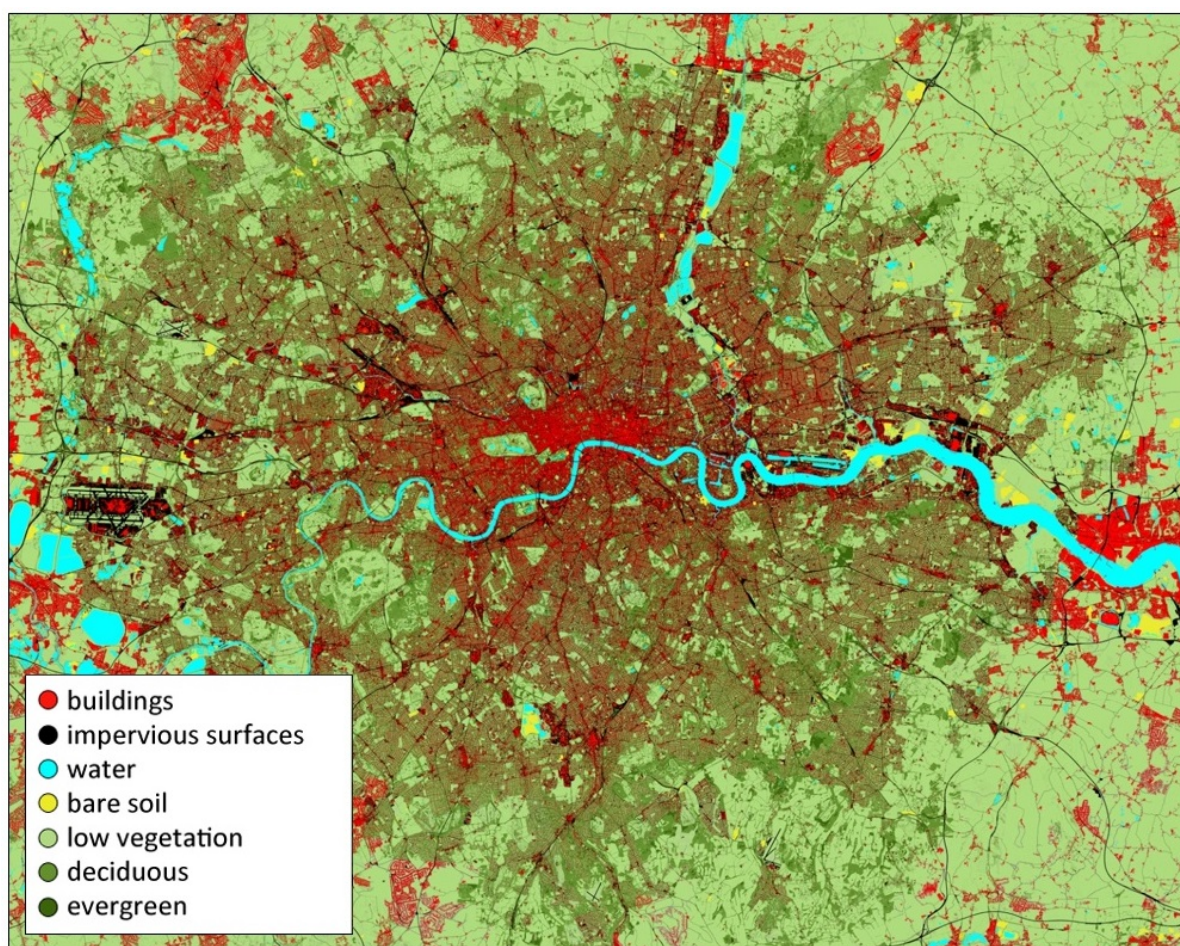 buildings
impervious surfaces
water
bare soil
low vegetation
deciduous
evergreen